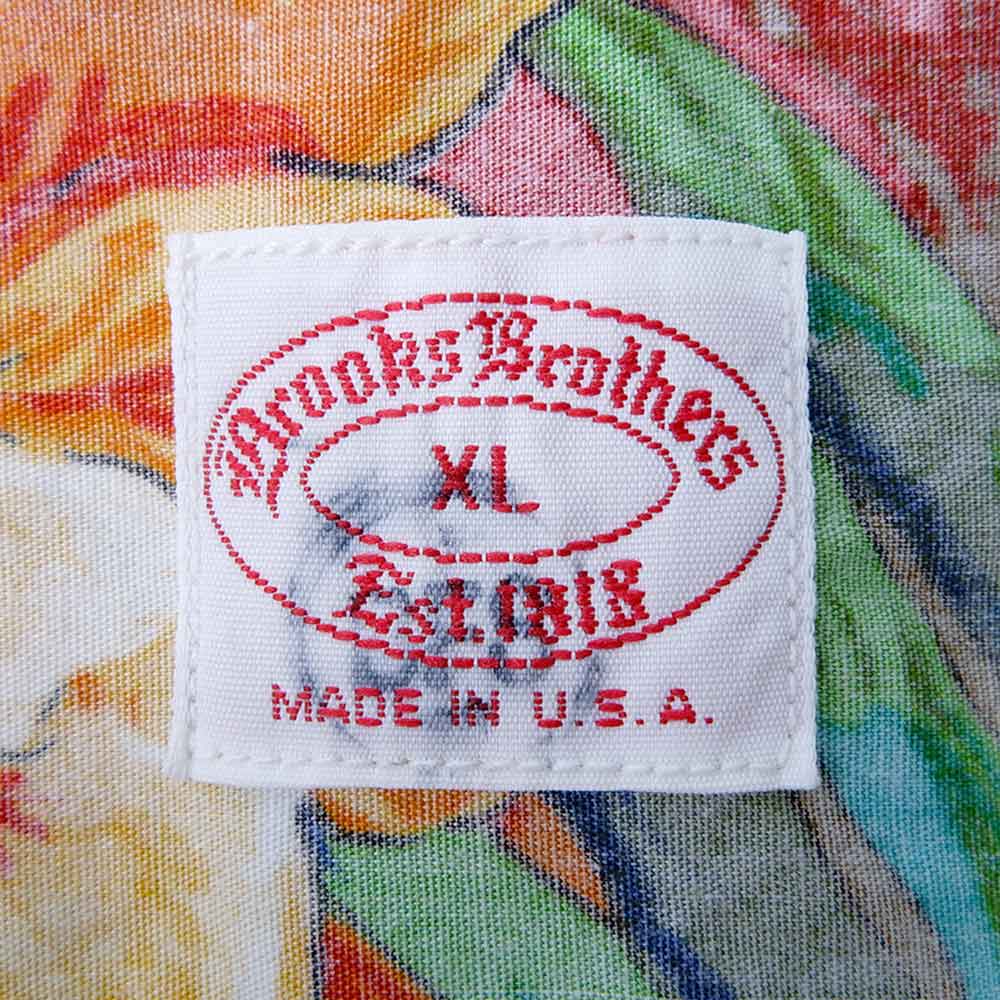 Brooks Brothers
XL
Est. 1818
MADE IN U.S.A.